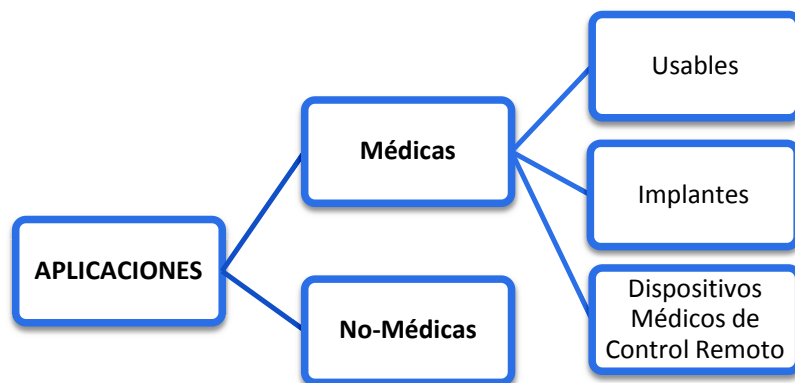 APLICACIONES
Médicas
No-Médicas
Usables
Implantes
Dispositivos
Médicos de
Control Remoto